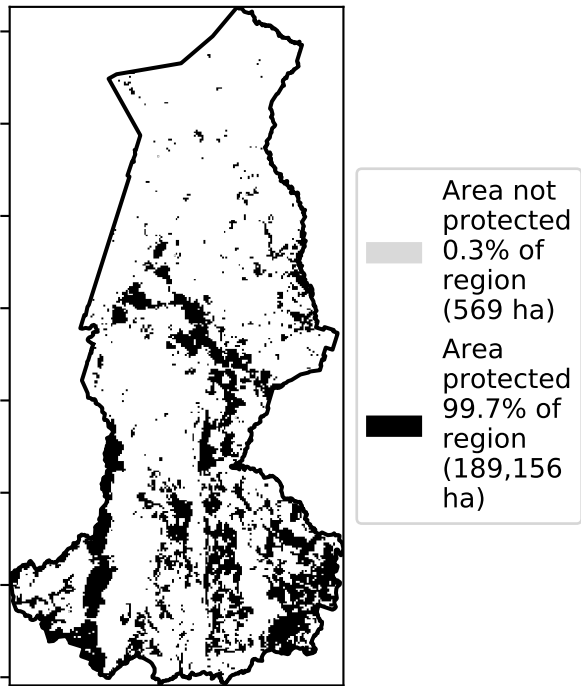 Area not
protected
0.3% of
region
(569 ha)
Area
protected
99.7% of
region
(189,156
ha)